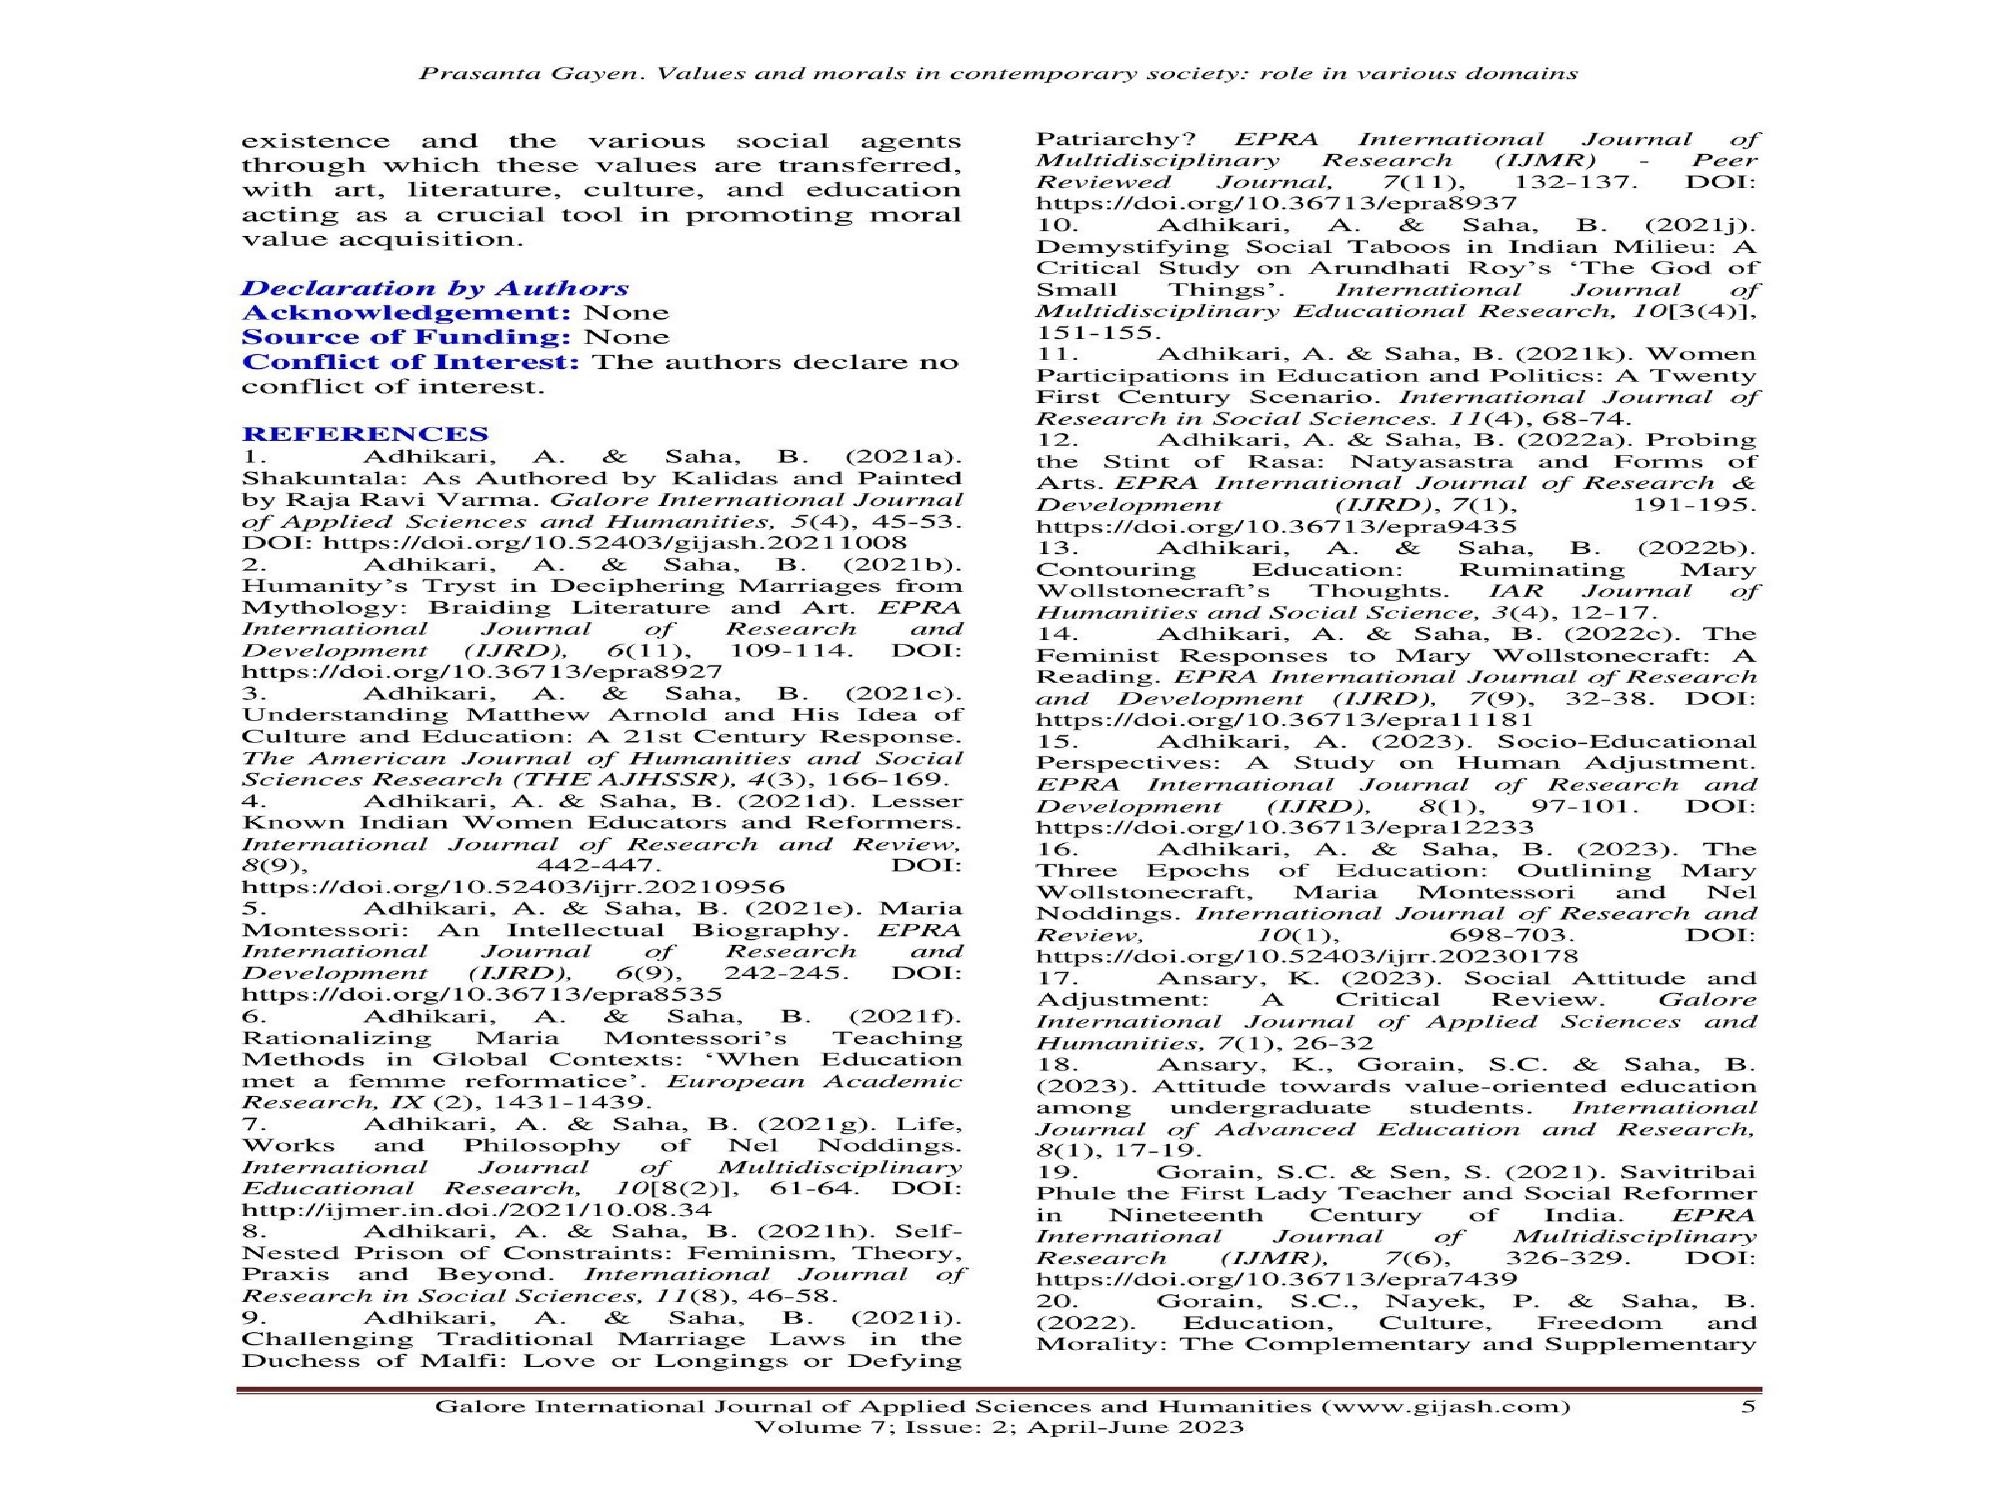 Prasanta Gayen. Values and morals in contemporary society: role in various domains
existence and the various social agents
through which these values are transferred,
with art, literature, culture, and education
acting as a crucial tool in promoting moral
value acquisition.
Declaration by Authors
Acknowledgement: None
Source of Funding: None
Conflict of Interest: The authors declare no
conflict of interest.
REFERENCES
1. Adhikari, A. & Saha, B. (2021a).
Shakuntala: As Authored by Kalidas and Painted
by Raja Ravi Varma. Galore International Journal
of Applied Sciences and Humanities, 5(4), 45-53.
DOI: https://doi.org/10.52403/gijash.20211008
2. Adhikari, A. & Saha, B. (2021b).
Humanity’s Tryst in Deciphering Marriages from
Mythology: Braiding Literature and Art. EPRA
International Journal of Research and
Development (IJRD), 6(11), 109-114. DOI:
https://doi.org/10.36713/epra8927
3. Adhikari, A. & Saha, B. (2021c).
Understanding Matthew Arnold and His Idea of
Culture and Education: A 21st Century Response.
The American Journal of Humanities and Social
Sciences Research (THE AJHSSR), 4(3), 166-169.
4. Adhikari, A. & Saha, B. (2021d). Lesser
Known Indian Women Educators and Reformers.
International Journal of Research and Review,
8(9), 442-447. DOI:
https://doi.org/10.52403/ijrr.20210956
5. Adhikari, A. & Saha, B. (2021e). Maria
Montessori: An Intellectual Biography. EPRA
International Journal of Research and
Development (IJRD), 6(9), 242-245. DOI:
https://doi.org/10.36713/epra8535
6. Adhikari, A. & Saha, B. (2021f).
Rationalizing Maria Montessori’s Teaching
Methods in Global Contexts: ‘When Education
met a femme reformatice’. European Academic
Research, IX (2), 1431-1439.
7. Adhikari, A. & Saha, B. (2021g). Life,
Works and Philosophy of Nel Noddings.
International Journal of Multidisciplinary
Educational Research, 10[8(2)], 61-64. DOI:
http://ijmer.in.doi./2021/10.08.34
8. Adhikari, A. & Saha, B. (2021h). Self-
Nested Prison of Constraints: Feminism, Theory,
Praxis and Beyond. International Journal of
Research in Social Sciences, 11(8), 46-58.
9. Adhikari, A. & Saha, B. (2021i).
Challenging Traditional Marriage Laws in the
Duchess of Malfi: Love or Longings or Defying
Patriarchy? EPRA International Journal of
Multidisciplinary Research (IJMR) - Peer
Reviewed Journal, 7(11), 132-137. DOI:
https://doi.org/10.36713/epra8937
10. Adhikari, A. & Saha, B. (2021j).
Demystifying Social Taboos in Indian Milieu: A
Critical Study on Arundhati Roy’s ‘The God of
Small Things’. International Journal of
Multidisciplinary Educational Research, 10[3(4)],
151-155.
11. Adhikari, A. & Saha, B. (2021k). Women
Participations in Education and Politics: A Twenty
First Century Scenario. International Journal of
Research in Social Sciences. 11(4), 68-74.
12. Adhikari, A. & Saha, B. (2022a). Probing
the Stint of Rasa: Natyasastra and Forms of
Arts. EPRA International Journal of Research &
Development (IJRD), 7(1), 191-195.
https://doi.org/10.36713/epra9435
13. Adhikari, A. & Saha, B. (2022b).
Contouring Education: Ruminating Mary
Wollstonecraft’s Thoughts. IAR Journal of
Humanities and Social Science, 3(4), 12-17.
14. Adhikari, A. & Saha, B. (2022c). The
Feminist Responses to Mary Wollstonecraft: A
Reading. EPRA International Journal of Research
and Development (IJRD), 7(9), 32-38. DOI:
https://doi.org/10.36713/epra11181
15. Adhikari, A. (2023). Socio-Educational
Perspectives: A Study on Human Adjustment.
EPRA International Journal of Research and
Development (IJRD), 8(1), 97-101. DOI:
https://doi.org/10.36713/epra12233
16. Adhikari, A. & Saha, B. (2023). The
Three Epochs of Education: Outlining Mary
Wollstonecraft, Maria Montessori and Nel
Noddings. International Journal of Research and
Review, 10(1), 698-703. DOI:
https://doi.org/10.52403/ijrr.20230178
17. Ansary, K. (2023). Social Attitude and
Adjustment: A Critical Review. Galore
International Journal of Applied Sciences and
Humanities, 7(1), 26-32
18. Ansary, K., Gorain, S.C. & Saha, B.
(2023). Attitude towards value-oriented education
among undergraduate students. International
Journal of Advanced Education and Research,
8(1), 17-19.
19. Gorain, S.C. & Sen, S. (2021). Savitribai
Phule the First Lady Teacher and Social Reformer
in Nineteenth Century of India. EPRA
International Journal of Multidisciplinary
Research (IJMR), 7(6), 326-329. DOI:
https://doi.org/10.36713/epra7439
20. Gorain, S.C., Nayek, P. & Saha, B.
(2022). Education, Culture, Freedom and
Morality: The Complementary and Supplementary
Galore International Journal of Applied Sciences and Humanities (www.gijash.com) 5
Volume 7; Issue: 2; April-June 2023